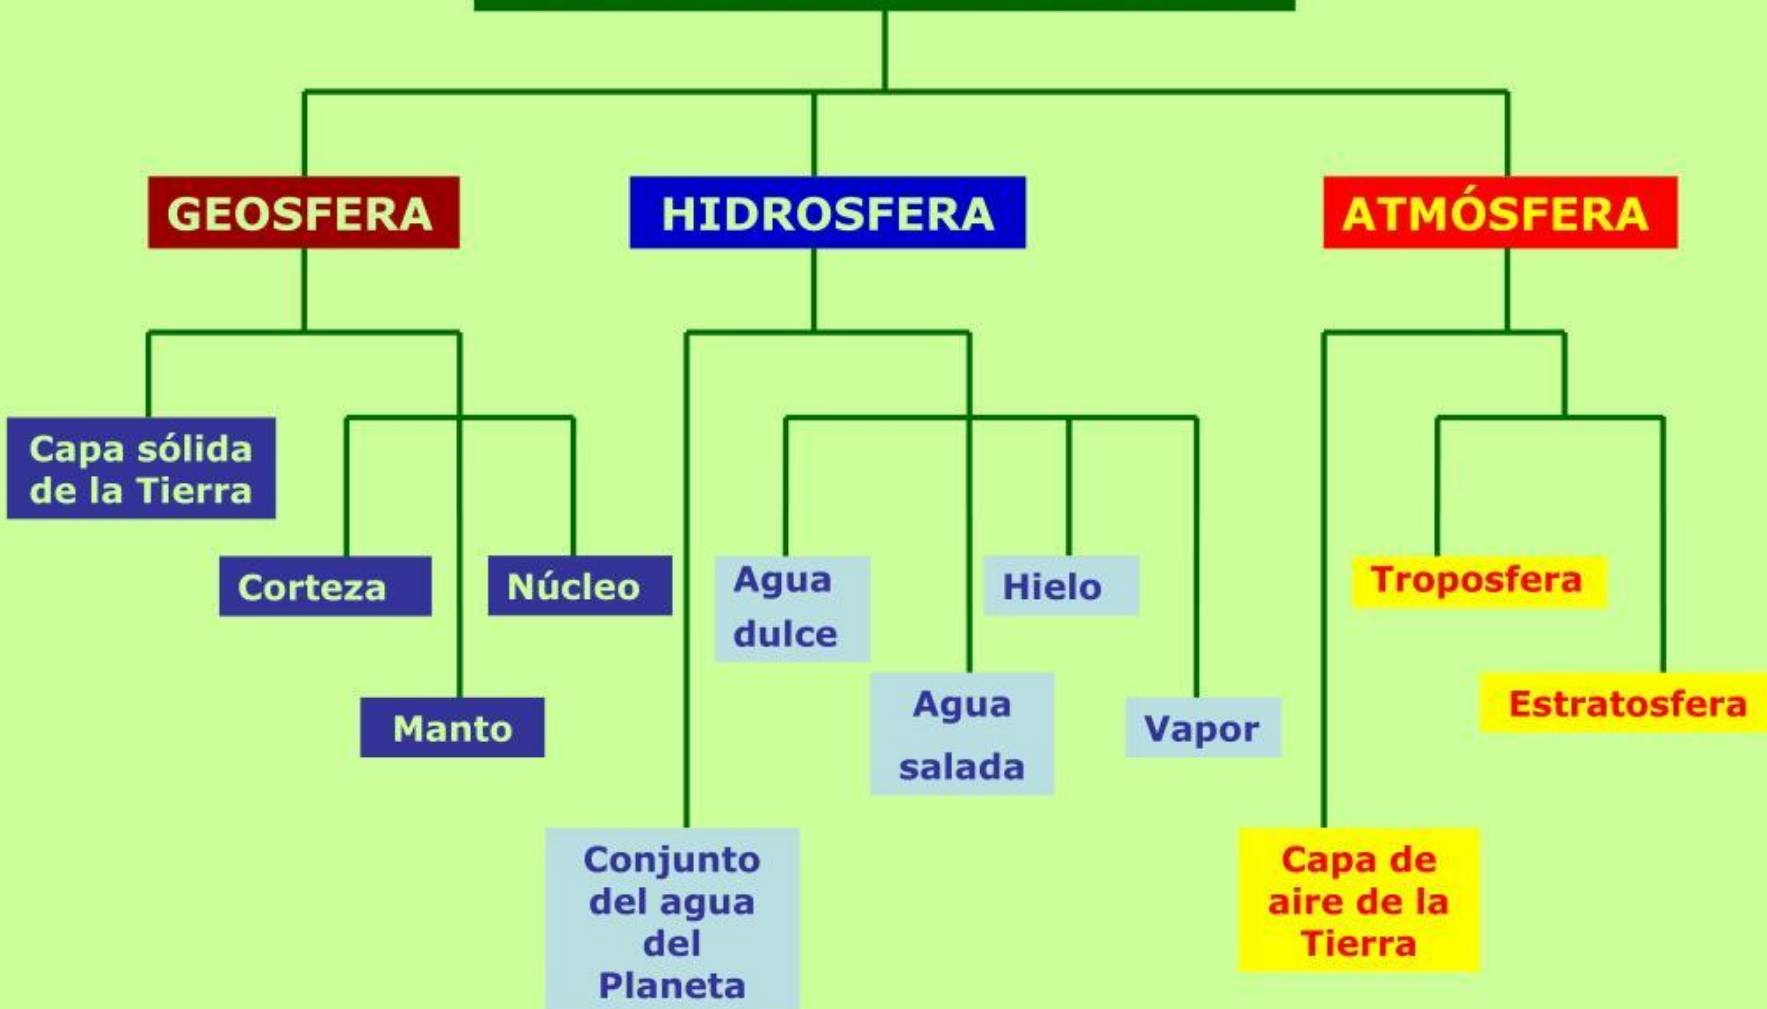 GEOSFERA
HIDROSFERA
ATMÓSFERA
Capa sólida
de la Tierra
Corteza
Núcleo
Manto
Agua
dulce
Hielo
Agua
salada
Vapor
Conjunto
del agua
del
Planeta
Troposfera
Estratosfera
Capa de
aire de la
Tierra